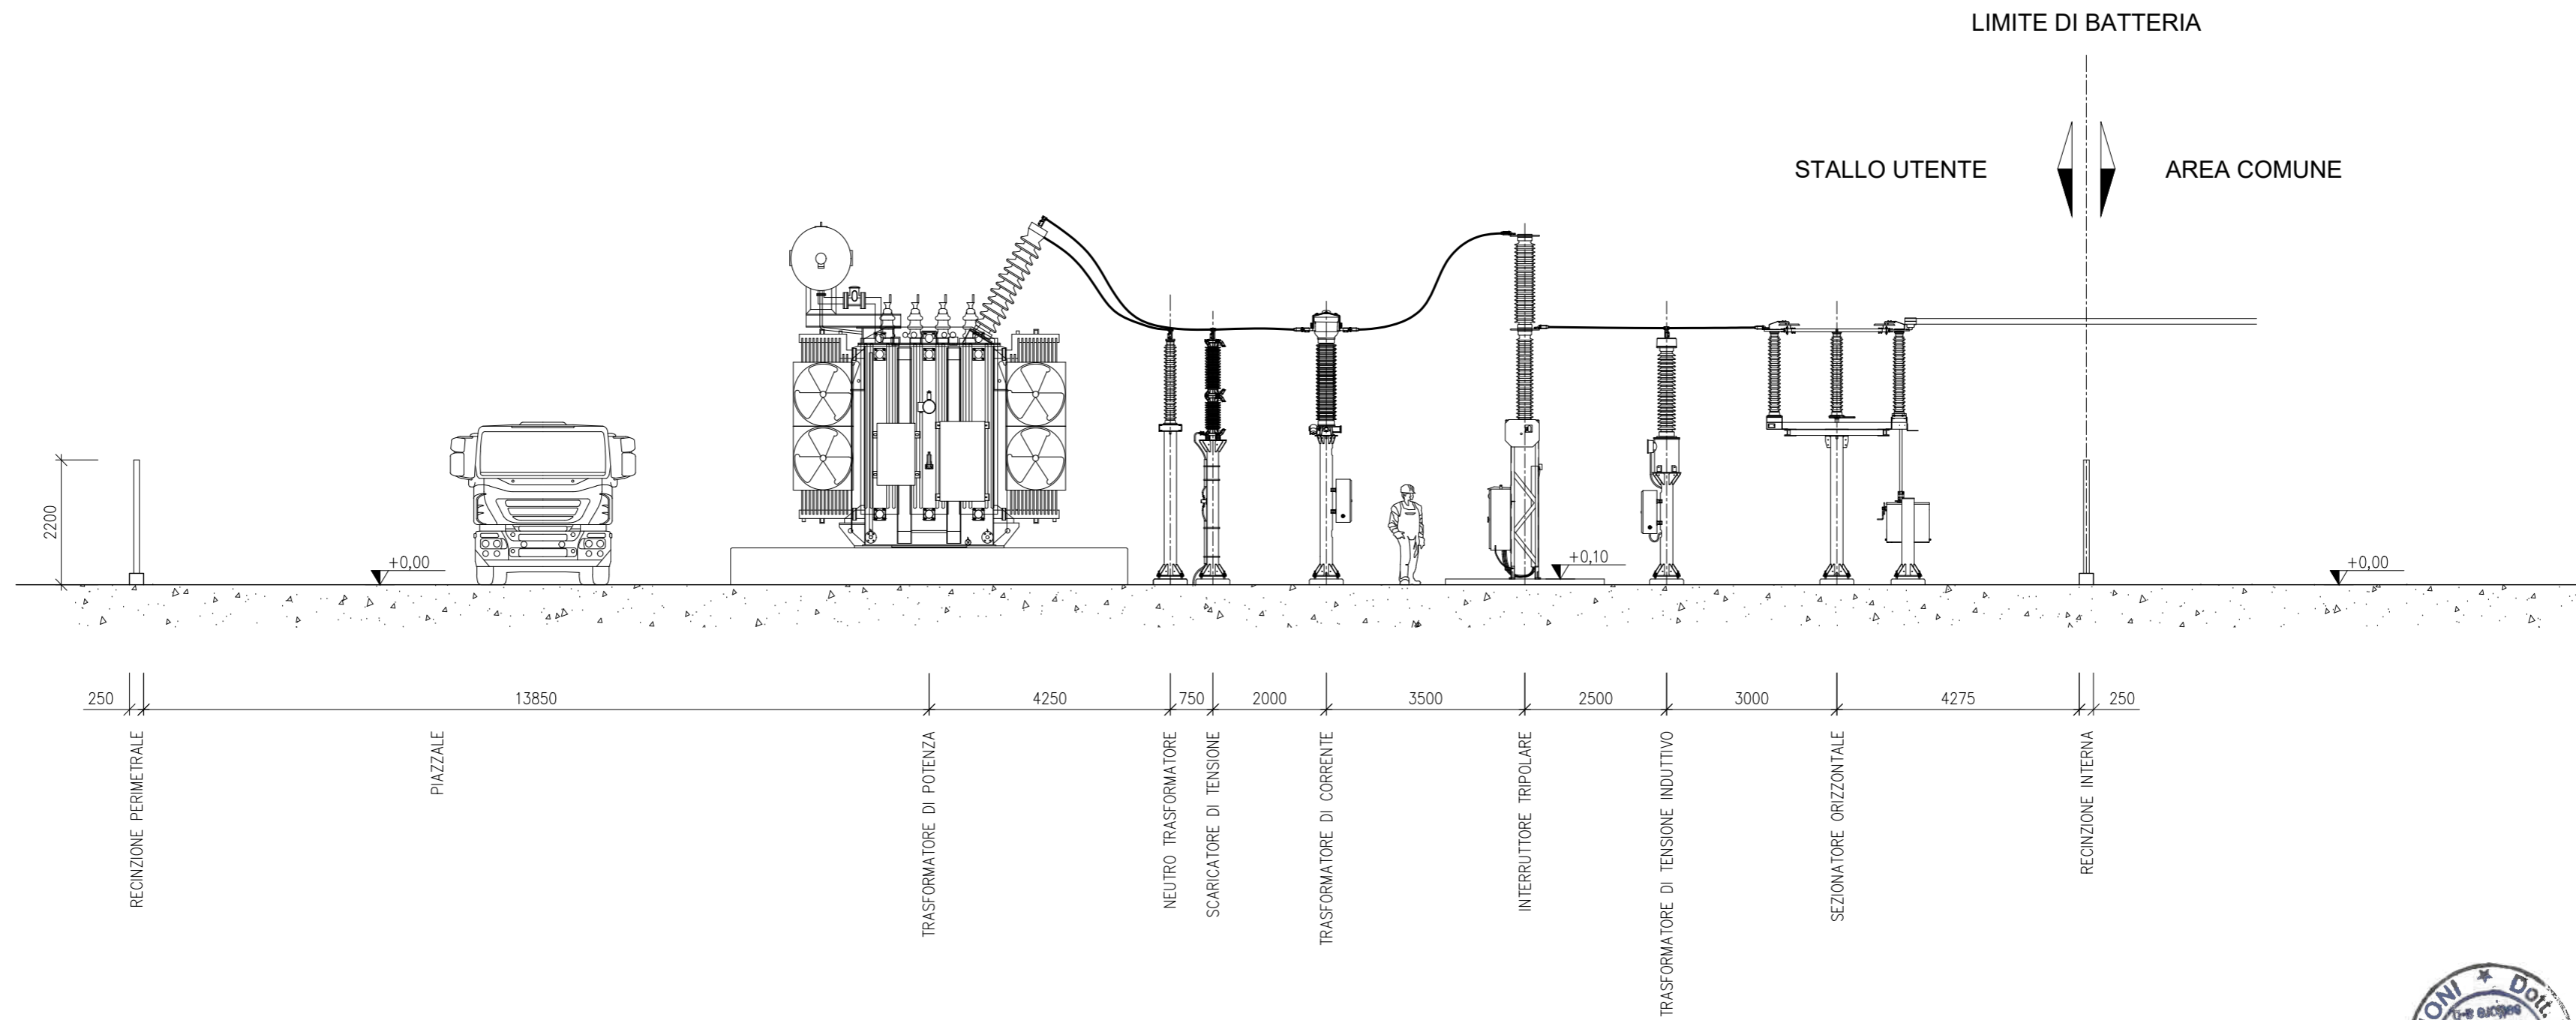 LIMITE DI BATTERIA
STALLO UTENTE
AREA COMUNE
2200
+0,00
+0,10
+0,00
250
13850
4250
750
2000
3500
2500
3000
4275
250
RECINZIONE PERIMETRALE
PIAZZALE
TRASFORMATORE DI POTENZA
NEUTRO TRASFORMATORE
SCARICATORE DI TENSIONE
TRASFORMATORE DI CORRENTE
INTERRUTTORE TRIPOLARE
TRASFORMATORE DI TENSIONE INDUTTIVO
SEZIONATORE ORIZZONTALE
RECINZIONE INTERNA
ONI ★ Dott.